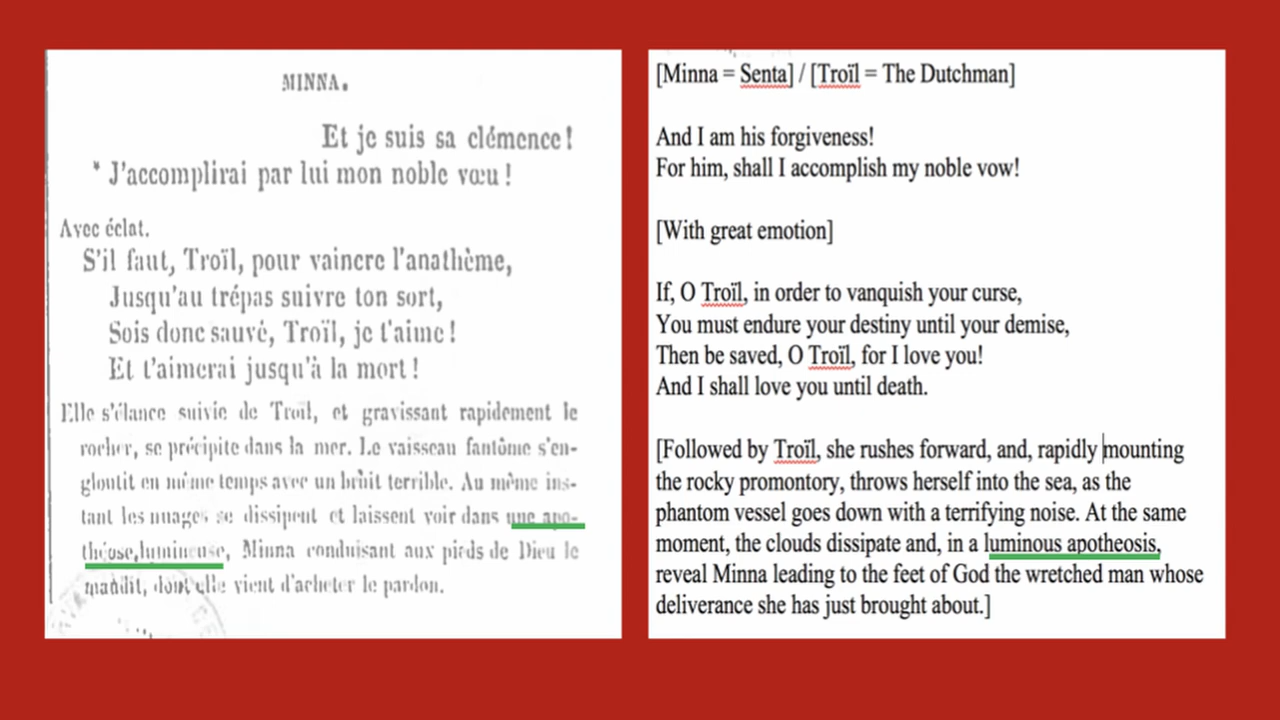 MINNA.
Et je suis sa clémence !
* J'accomplirai par lui mon noble vœu !
Avec éclat.
S'il faut, Troïl, pour vaincre l'anathème,
Jusqu'au trépas suivre ton sort,
Sois donc sauvé, Troïl, je t'aime !
Et t'aimerai jusqu'à la mort !
Elle s'élance suivie de Troïl, et gravissant rapidement le
rocher, se précipite dans la mer. Le vaisseau fantôme s'en-
gloutit en même temps avec un bruit terrible. Au même ins-
tant les nuages se dissipent et laissent voir dans une apo-
théose lumineuse, Minna conduisant aux pieds de Dieu le
maudit, dont elle vient d'acheter le pardon.
[Minna = Senta] / [Troïl = The Dutchman]
And I am his forgiveness!
For him, shall I accomplish my noble vow!
[With great emotion]
If, O Troïl, in order to vanquish your curse,
You must endure your destiny until your demise,
Then be saved, O Troïl, for I love you!
And I shall love you until death.
[Followed by Troïl, she rushes forward, and, rapidly mounting
the rocky promontory, throws herself into the sea, as the
phantom vessel goes down with a terrifying noise. At the same
moment, the clouds dissipate and, in a luminous apotheosis,
reveal Minna leading to the feet of God the wretched man whose
deliverance she has just brought about.]